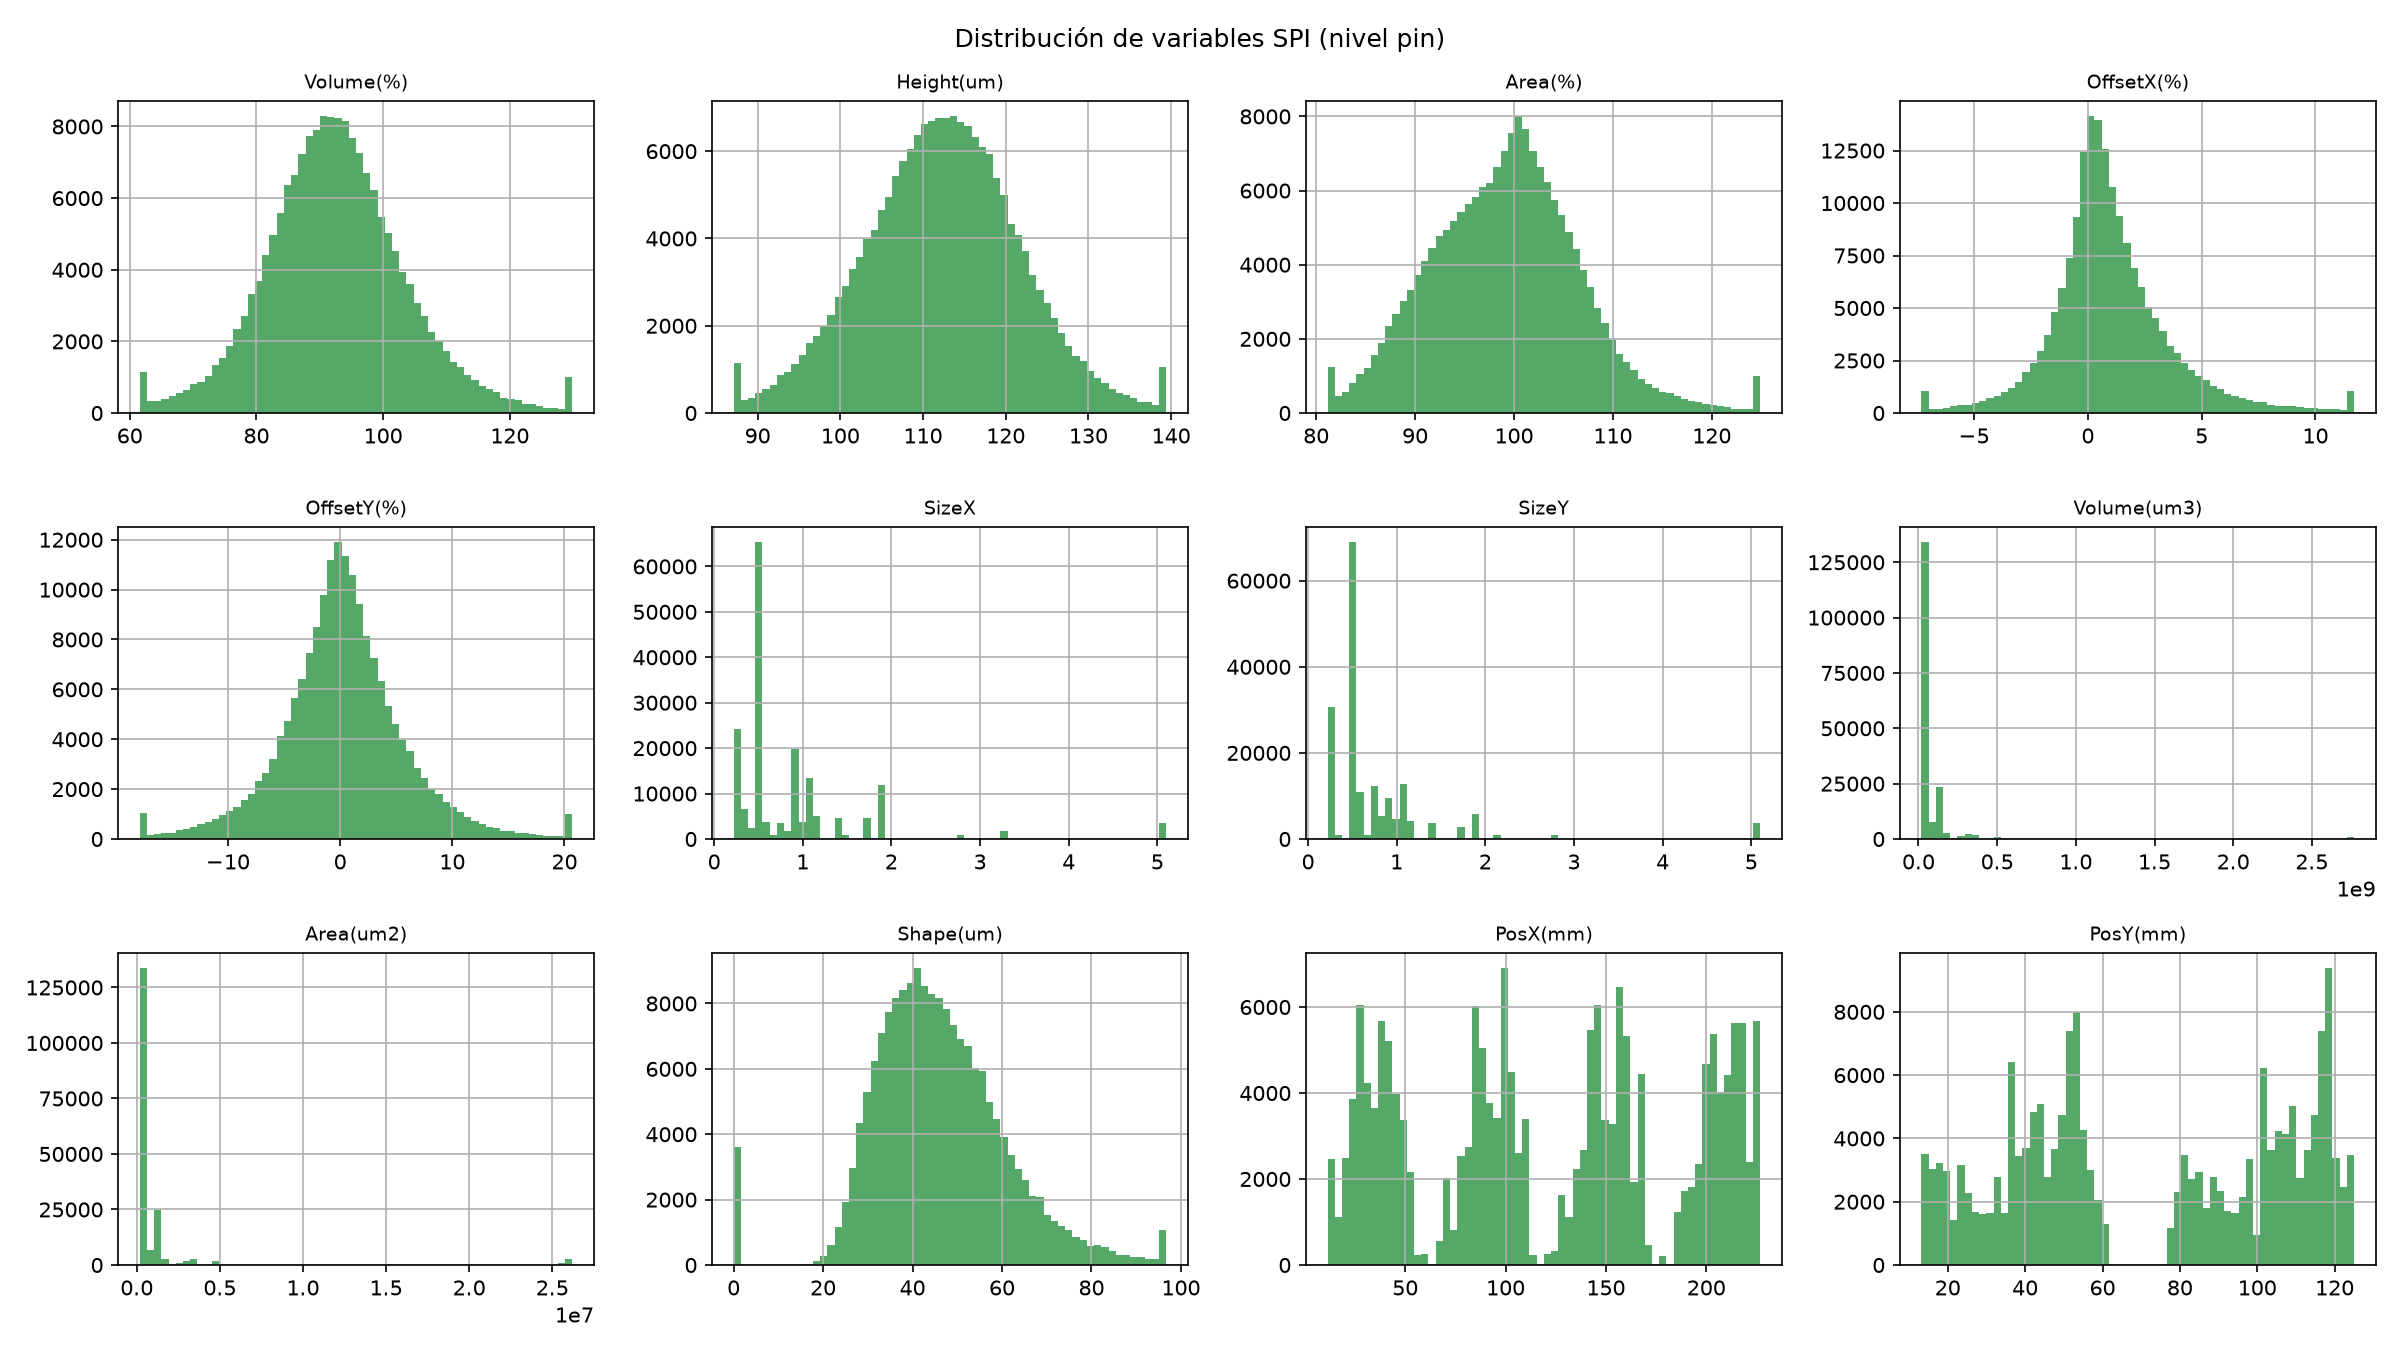 Distribución de variables SPI (nivel pin)
Volume(%)
8000
6000
4000
2000
0
60 80 100 120
Height(um)
6000
4000
2000
0
90 100 110 120 130 140
Area(%)
8000
6000
4000
2000
0
80 90 100 110 120
OffsetX(%)
12500
10000
7500
5000
2500
0
−5 0 5 10
OffsetY(%)
12000
10000
8000
6000
4000
2000
0
−10 0 10 20
SizeX
60000
50000
40000
30000
20000
10000
0
0 1 2 3 4 5
SizeY
60000
40000
20000
0
0 1 2 3 4 5
Volume(um3)
125000
100000
75000
50000
25000
0
0.0 0.5 1.0 1.5 2.0 2.5
1e9
Area(um2)
125000
100000
75000
50000
25000
0
0.0 0.5 1.0 1.5 2.0 2.5
1e7
Shape(um)
8000
6000
4000
2000
0
0 20 40 60 80 100
PosX(mm)
6000
4000
2000
0
50 100 150 200
PosY(mm)
8000
6000
4000
2000
0
20 40 60 80 100 120